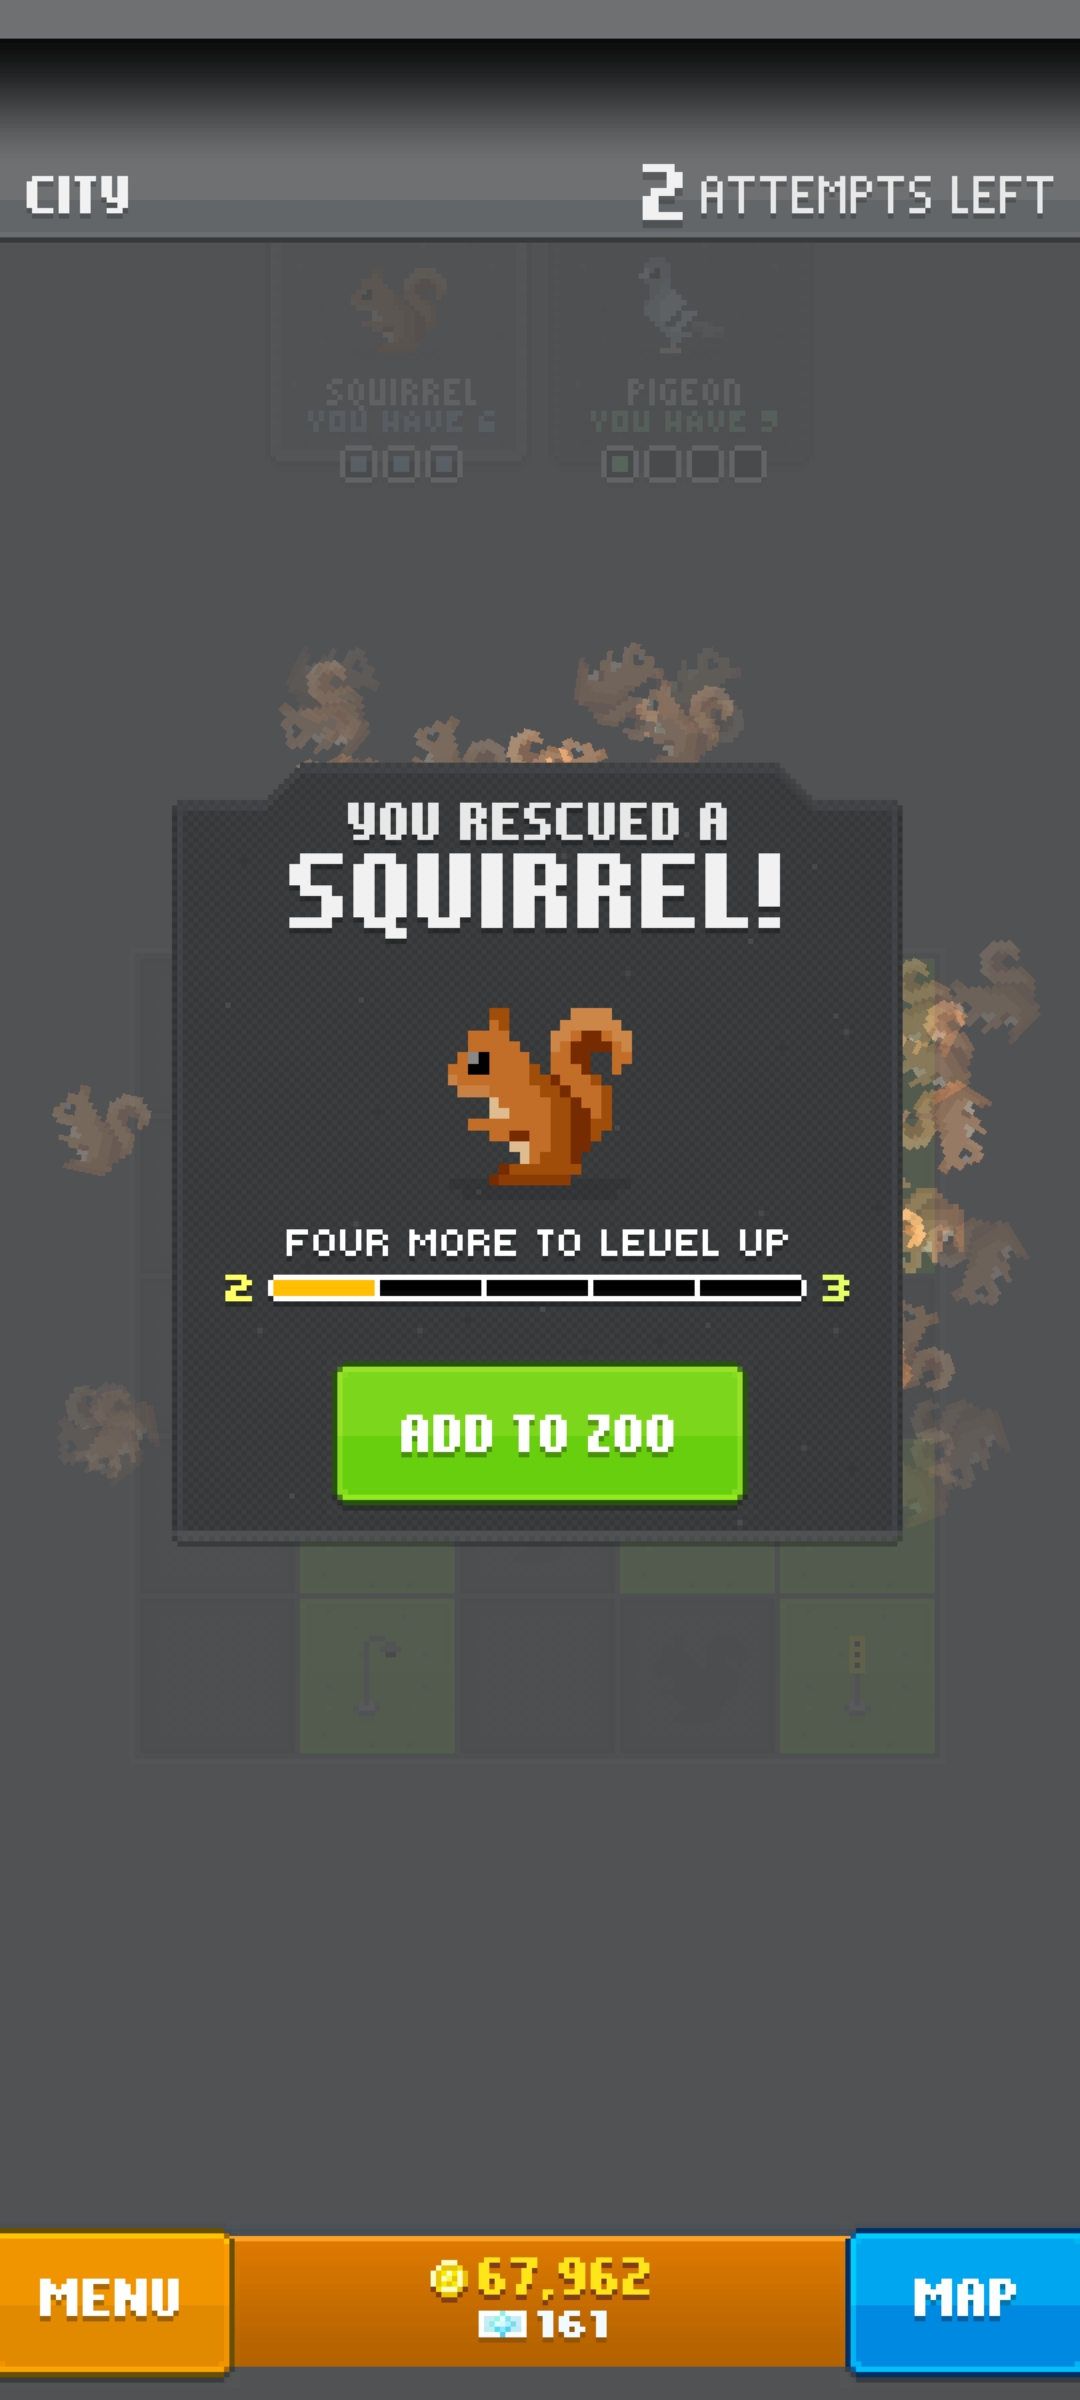 CITY
2 ATTEMPTS LEFT
SQUIRREL
YOU HAVE 6
PIGEON
YOU HAVE 9
YOU RESCUED A
SQUIRREL!
FOUR MORE TO LEVEL UP
2
3
ADD TO ZOO
MENU
67,962
161
MAP